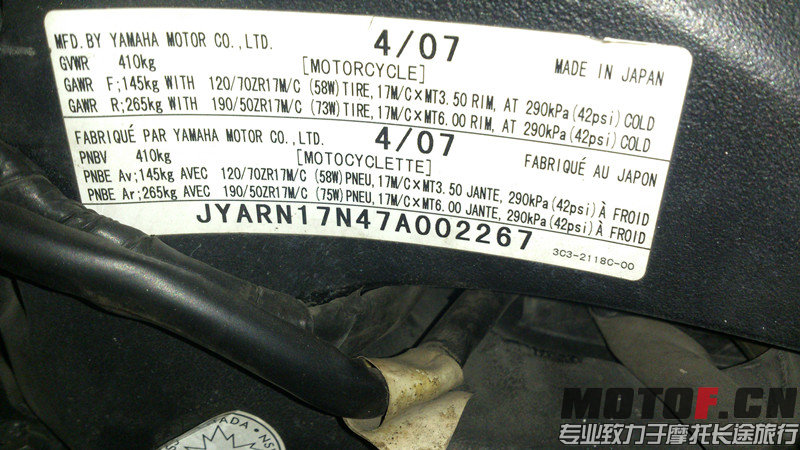 MFD. BY YAMAHA MOTOR CO., LTD. 4/07 MADE IN JAPAN
GVWR 410kg [MOTORCYCLE]
GAWR F;145kg WITH 120/70ZR17M/C (58W) TIRE, 17M/C×MT3.50 RIM, AT 290kPa (42psi) COLD
GAWR R;265kg WITH 190/50ZR17M/C (73W) TIRE, 17M/C×MT6.00 RIM, AT 290kPa (42psi) COLD
FABRIQUÉ PAR YAMAHA MOTOR CO., LTD. 4/07 FABRIQUÉ AU JAPON
PNBV 410kg [MOTOCYCLETTE]
PNBE Av;145kg AVEC 120/70ZR17M/C (58W) PNEU, 17M/C×MT3.50 JANTE, 290kPa (42psi) À FROID
PNBE Ar;265kg AVEC 190/50ZR17M/C (75W) PNEU, 17M/C×MT6.00 JANTE, 290kPa (42psi) À FROID
JYARN17N47A002267
3C3-2118C-00
MOTOF.CN
专业致力于摩托长途旅行